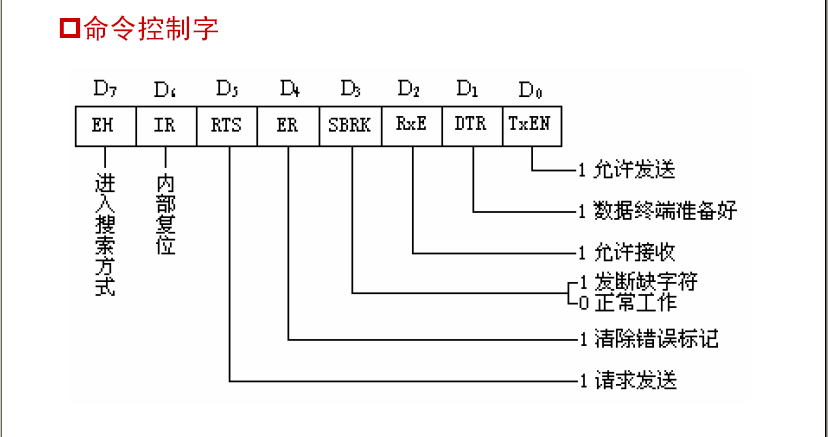 命令控制字
D7 D6 D5 D4 D3 D2 D1 D0
EH IR RTS ER SBRK RxE DTR TxEN
进入搜索方式
内部复位
1 允许发送
1 数据终端准备好
1 允许接收
1 发断缺字符
0 正常工作
1 清除错误标记
1 请求发送